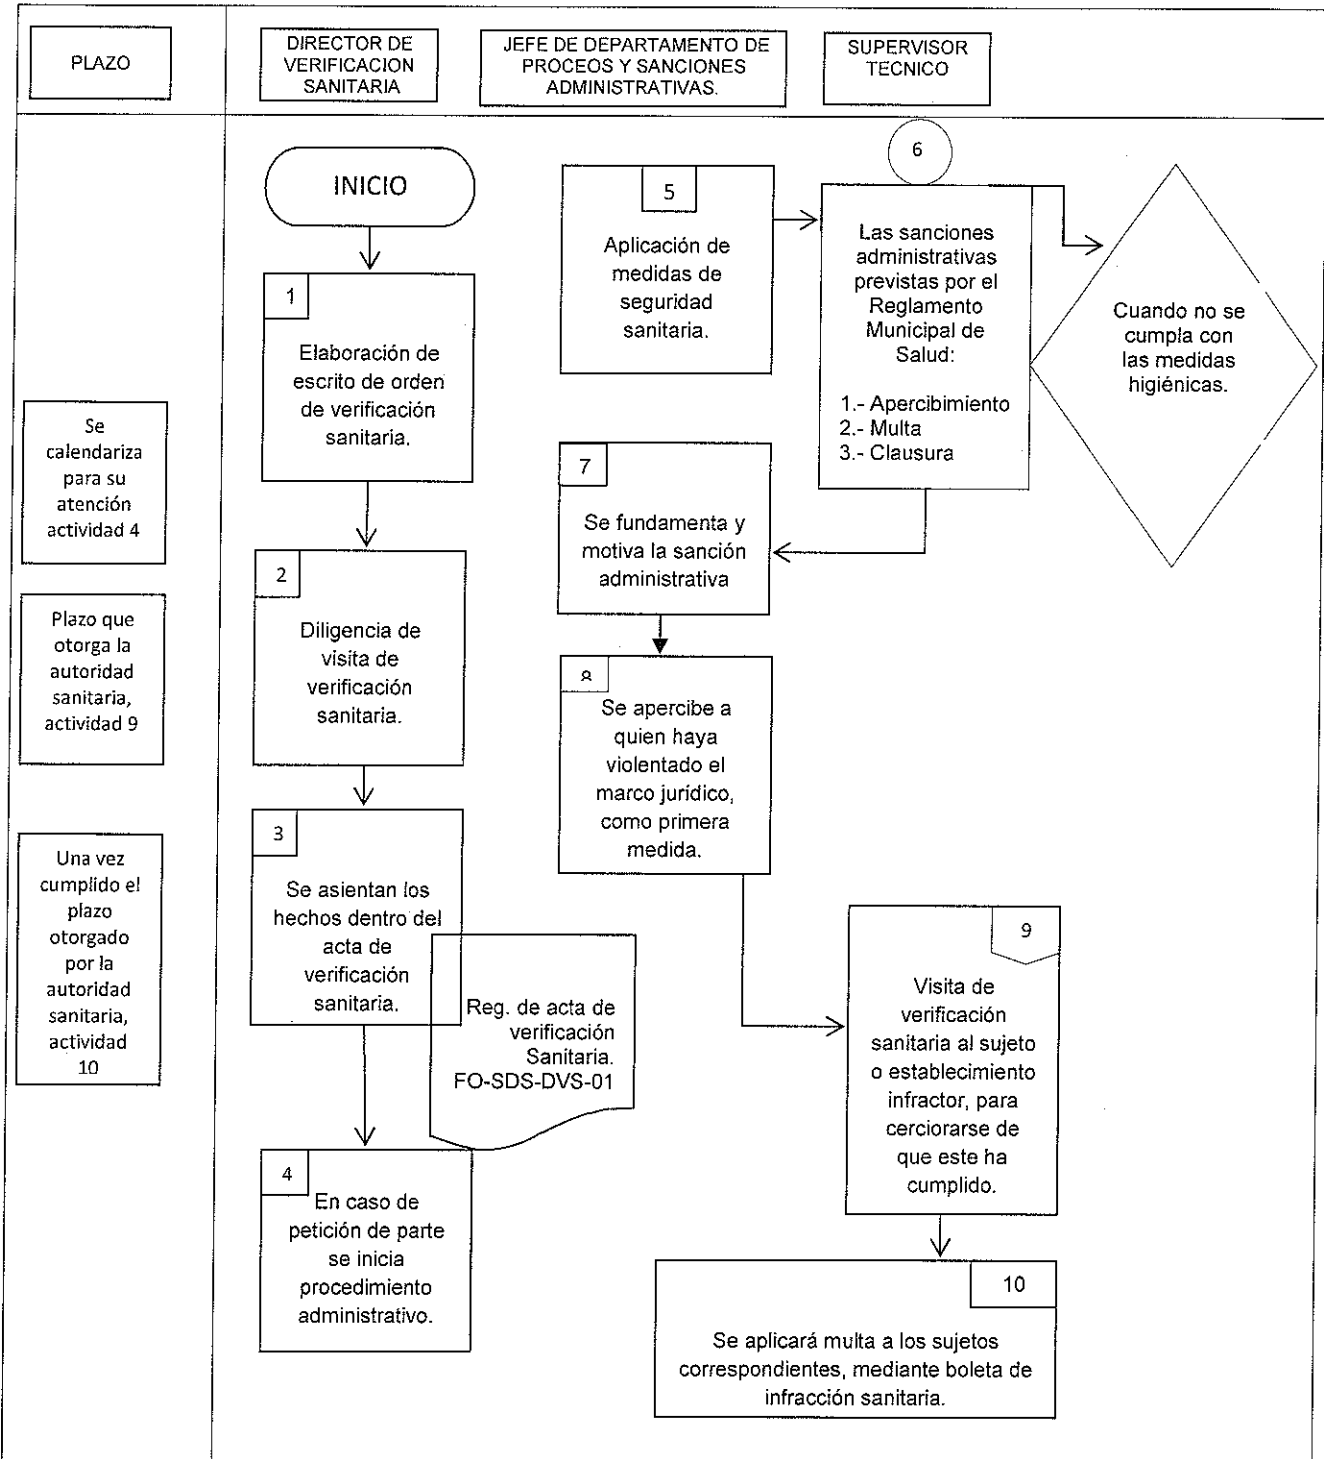 PLAZO
DIRECTOR DE
VERIFICACION
SANITARIA
JEFE DE DEPARTAMENTO DE
PROCEOS Y SANCIONES
ADMINISTRATIVAS.
SUPERVISOR
TECNICO
INICIO
1
Elaboración de
escrito de orden
de verificación
sanitaria.
2
Diligencia de
visita de
verificación
sanitaria.
3
Se asientan los
hechos dentro del
acta de
verificación
sanitaria.
Reg. de acta de
verificación
Sanitaria.
FO-SDS-DVS-01
4
En caso de
petición de parte
se inicia
procedimiento
administrativo.
5
Aplicación de
medidas de
seguridad
sanitaria.
6
Las sanciones
administrativas
previstas por el
Reglamento
Municipal de
Salud:
1.- Apercibimiento
2.- Multa
3.- Clausura
Cuando no se
cumpla con
las medidas
higiénicas.
7
Se fundamenta y
motiva la sanción
administrativa
8
Se apercibe a
quien haya
violentado el
marco jurídico,
como primera
medida.
9
Visita de
verificación
sanitaria al sujeto
o establecimiento
infractor, para
cerciorarse de
que este ha
cumplido.
10
Se aplicará multa a los sujetos
correspondientes, mediante boleta de
infracción sanitaria.
Se
calendariza
para su
atención
actividad 4
Plazo que
otorga la
autoridad
sanitaria,
actividad 9
Una vez
cumplido el
plazo
otorgado
por la
autoridad
sanitaria,
actividad
10